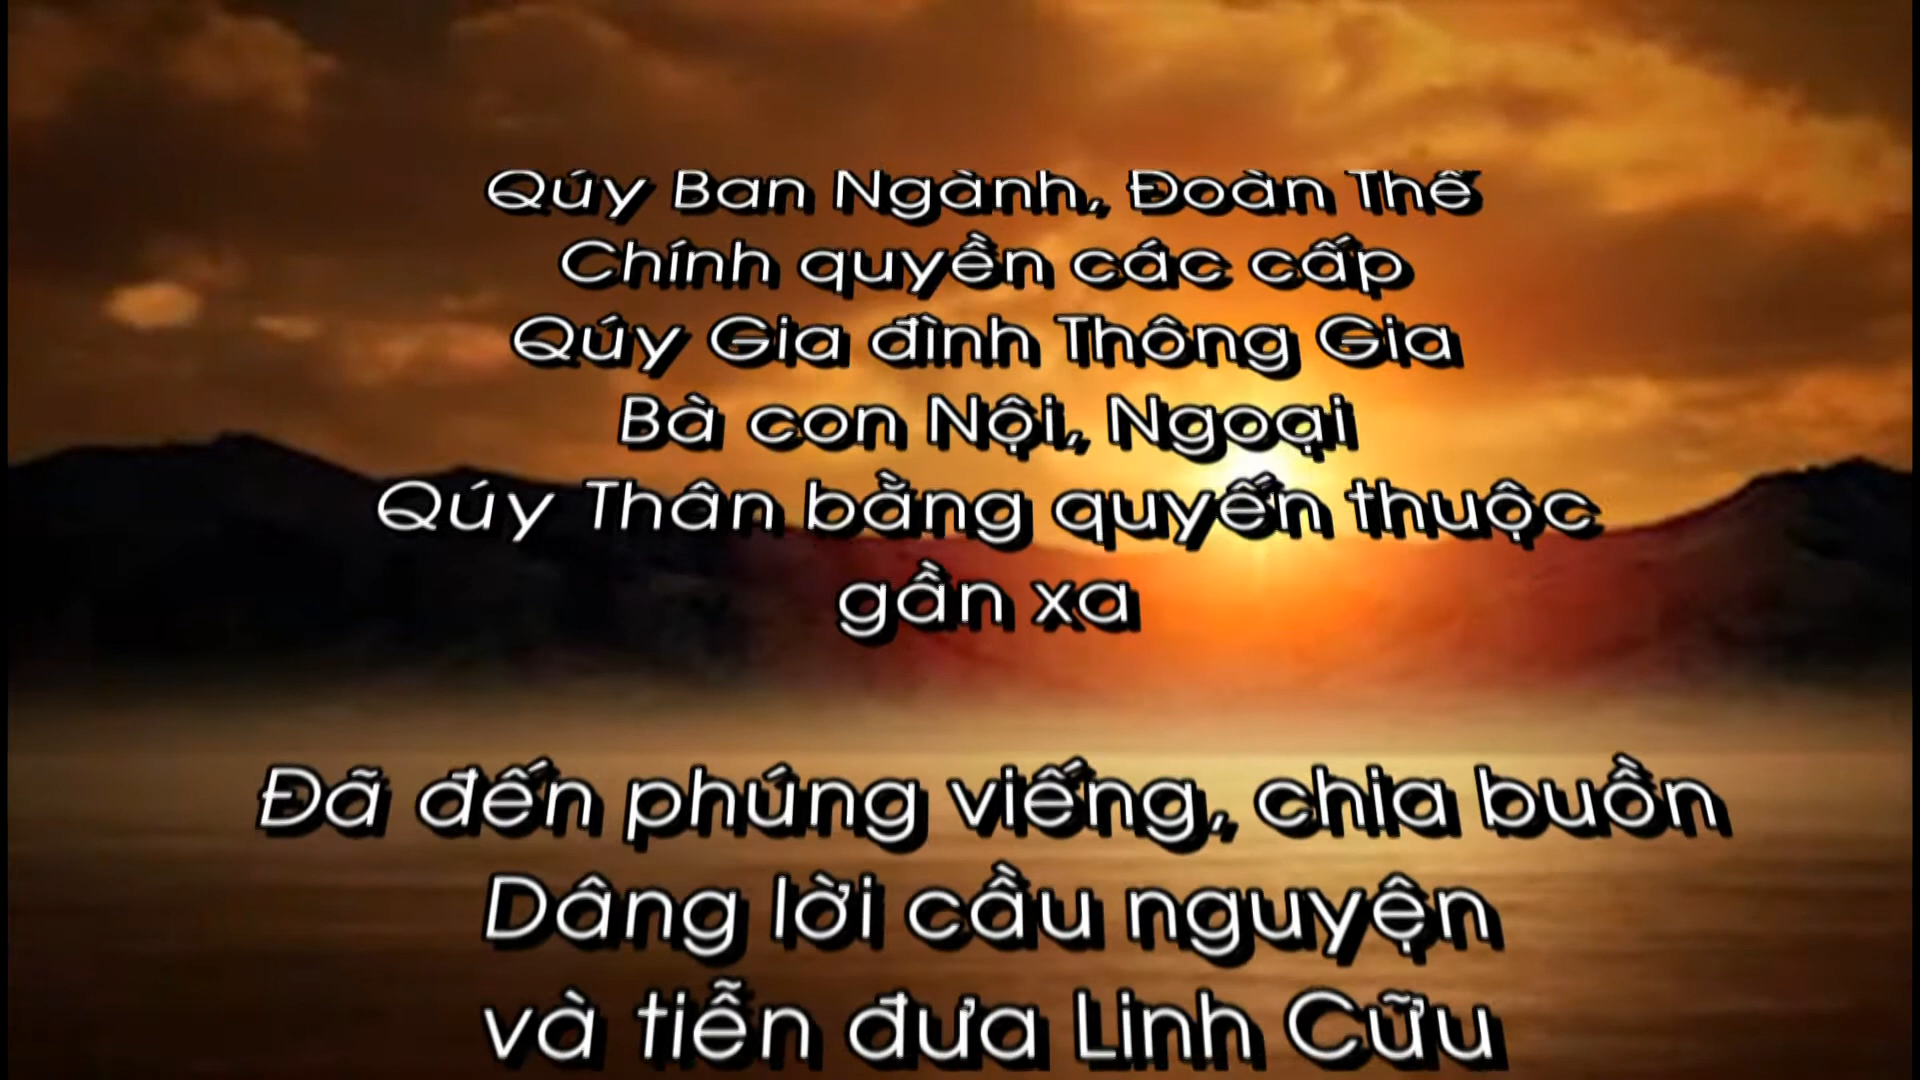 Qúy Ban Ngành, Đoàn Thể
Chính quyền các cấp
Qúy Gia đình Thông Gia
Bà con Nội, Ngoại
Qúy Thân bằng quyến thuộc
gần xa
Đã đến phúng viếng, chia buồn
Dâng lời cầu nguyện
và tiễn đưa Linh Cữu